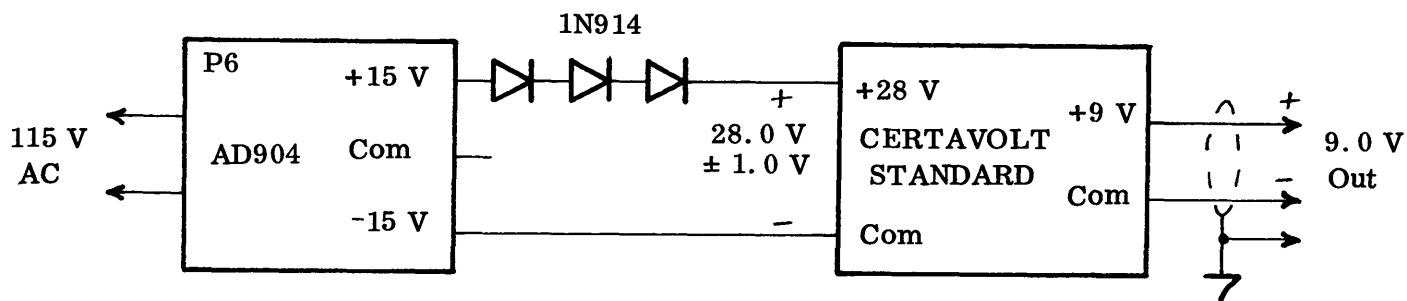 1N914
P6
+15 V
115 V
AC
AD904
Com
-15 V
+
28.0 V
± 1.0 V
-
+28 V
CERTAVOLT
STANDARD
Com
+9 V
Com
+
9.0 V
Out
-